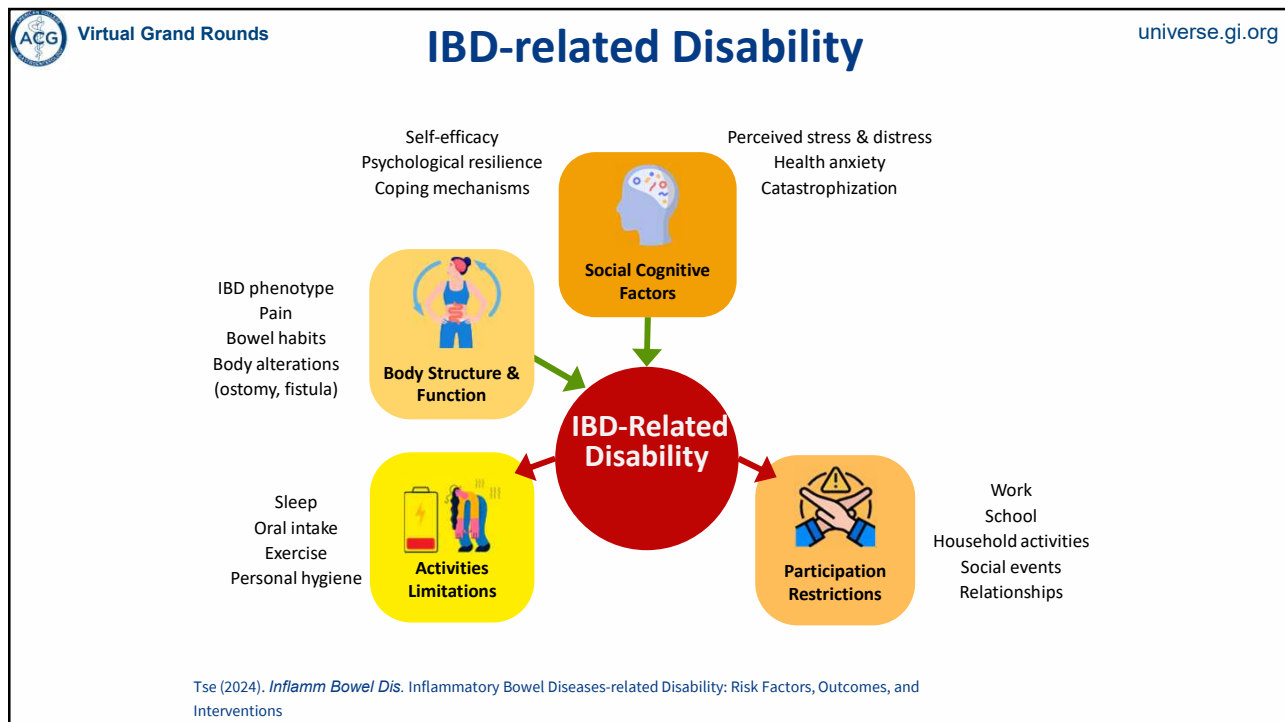 ACG
Virtual Grand Rounds
IBD-related Disability
universe.gi.org
Self-efficacy
Psychological resilience
Coping mechanisms
Perceived stress & distress
Health anxiety
Catastrophization
Social Cognitive
Factors
IBD phenotype
Pain
Bowel habits
Body alterations
(ostomy, fistula)
Body Structure &
Function
IBD-Related
Disability
Sleep
Oral intake
Exercise
Personal hygiene
Activities
Limitations
Participation
Restrictions
Work
School
Household activities
Social events
Relationships
Tse (2024). Inflamm Bowel Dis. Inflammatory Bowel Diseases-related Disability: Risk Factors, Outcomes, and
Interventions